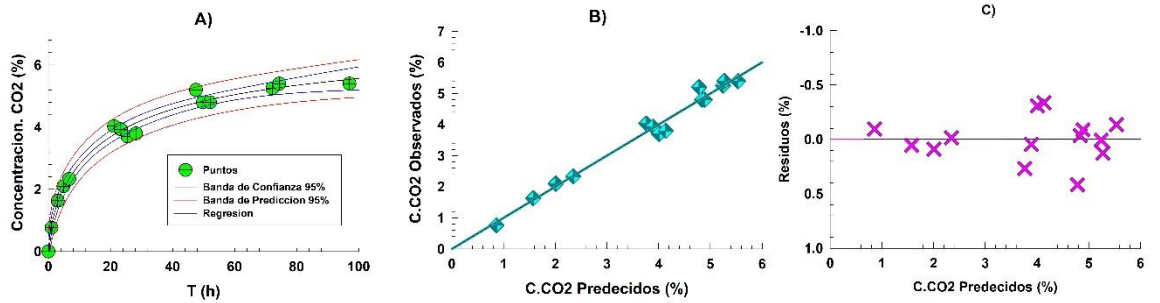 A)
Concentracion. CO2 (%)
6
4
2
0
0 20 40 60 80 100
T (h)
Puntos
Banda de Confianza 95%
Banda de Prediccion 95%
Regresion
B)
C.CO2 Observados (%)
7
6
5
4
3
2
1
0
0 1 2 3 4 5 6
C.CO2 Predecidos (%)
C)
Residuos (%)
-1.0
-0.5
0.0
0.5
1.0
0 1 2 3 4 5 6
C.CO2 Predecidos (%)